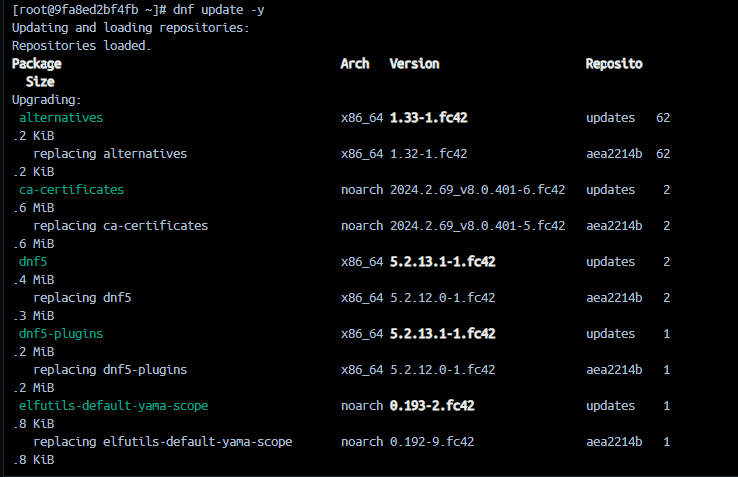 [root@9fa8ed2bf4fb ~]# dnf update -y
Updating and loading repositories:
Repositories loaded.
Package Arch Version Reposito
Size
Upgrading:
alternatives x86_64 1.33-1.fc42 updates 62
.2 KiB
replacing alternatives x86_64 1.32-1.fc42 aea2214b 62
.2 KiB
ca-certificates noarch 2024.2.69_v8.0.401-6.fc42 updates 2
.6 MiB
replacing ca-certificates noarch 2024.2.69_v8.0.401-5.fc42 aea2214b 2
.6 MiB
dnf5 x86_64 5.2.13.1-1.fc42 updates 2
.4 MiB
replacing dnf5 x86_64 5.2.12.0-1.fc42 aea2214b 2
.3 MiB
dnf5-plugins x86_64 5.2.13.1-1.fc42 updates 1
.2 MiB
replacing dnf5-plugins x86_64 5.2.12.0-1.fc42 aea2214b 1
.2 MiB
elfutils-default-yama-scope noarch 0.193-2.fc42 updates 1
.8 KiB
replacing elfutils-default-yama-scope noarch 0.192-9.fc42 aea2214b 1
.8 KiB